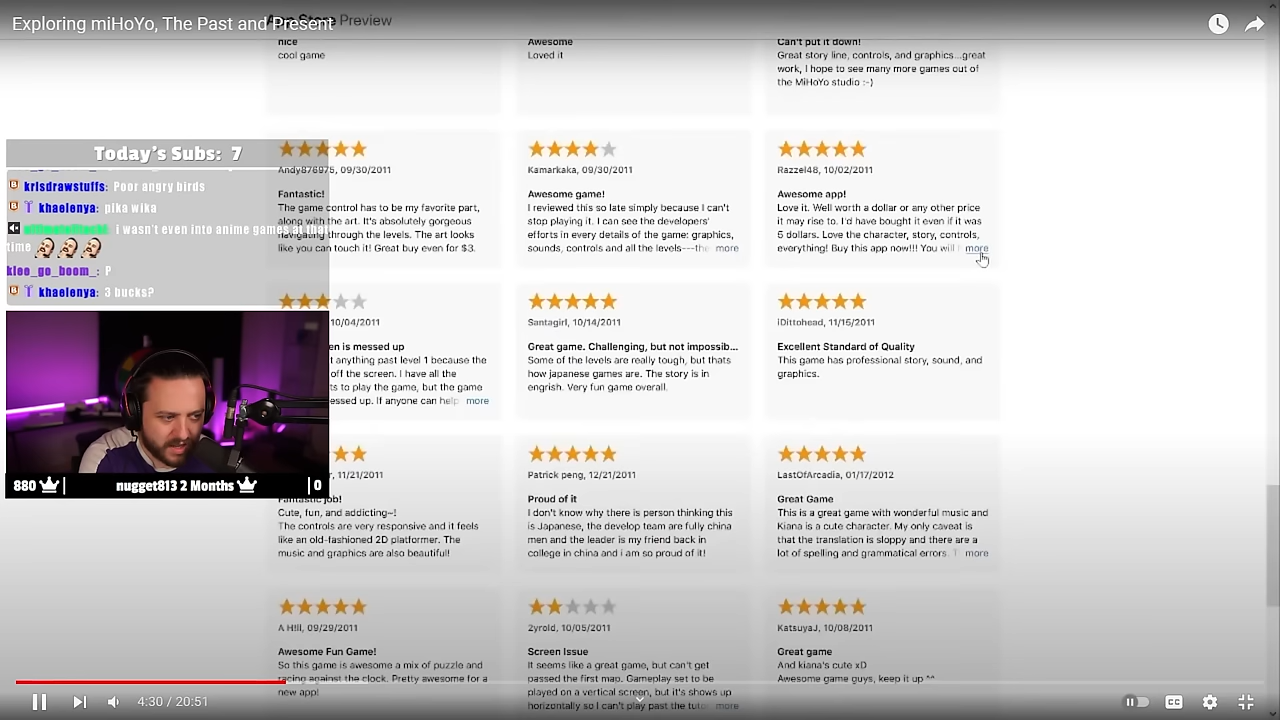 Exploring miHoYo, The Past and Present
Preview
nice
cool game
Awesome
Loved it
Can't put it down!
Great story line, controls, and graphics...great
work, I hope to see many more games out of
the MiHoYo studio :-)
Today's Subs: 7
krisdrawstuffs: Poor angry birds
khaelenya: pika wika
i wasn't even into anime games at that
time
klee_go_boom_: P
khaelenya: 3 bucks?
Andy876975, 09/30/2011
Fantastic!
The game control has to be my favorite part,
along with the art. It's absolutely gorgeous
navigating through the levels. The art looks
like you can touch it! Great buy even for $3.
Kamarkaka, 09/30/2011
Awesome game!
I reviewed this so late simply because I can't
stop playing it. I can see the developers'
efforts in every details of the game: graphics,
sounds, controls and all the levels---the more
Razzel48, 10/02/2011
Awesome app!
Love it. Well worth a dollar or any other price
it may rise to. I'd have bought it even if it was
5 dollars. Love the character, story, controls,
everything! Buy this app now!!! You will more
10/04/2011
en is messed up
t anything past level 1 because the
off the screen. I have all the
ts to play the game, but the game
essed up. If anyone can help more
Santagirl, 10/14/2011
Great game. Challenging, but not impossib...
Some of the levels are really tough, but thats
how japanese games are. The story is in
engrish. Very fun game overall.
iDittohead, 11/15/2011
Excellent Standard of Quality
This game has professional story, sound, and
graphics.
880
nugget813 2 Months
0
r, 11/21/2011
Fantastic job!
Cute, fun, and addicting~!
The controls are very responsive and it feels
like an old-fashioned 2D platformer. The
music and graphics are also beautiful!
Patrick peng, 12/21/2011
Proud of it
I don't know why there is person thinking this
is Japanese, the develop team are fully china
men and the leader is my friend back in
college in china and i am so proud of it!
LastOfArcadia, 01/17/2012
Great Game
This is a great game with wonderful music and
Kiana is a cute character. My only caveat is
that the translation is sloppy and there are a
lot of spelling and grammatical errors. T more
A H!ll, 09/29/2011
Awesome Fun Game!
So this game is awesome a mix of puzzle and
racing against the clock. Pretty awesome for a
new app!
2yrold, 10/05/2011
Screen Issue
It seems like a great game, but can't get
passed the first map. Gameplay set to be
played on a vertical screen, but it's shows up
horizontally so I can't play past the tuto more
KatsuyaJ, 10/08/2011
Great game
And kiana's cute xD
Awesome game guys, keep it up ^^
4:30 / 20:51
CC